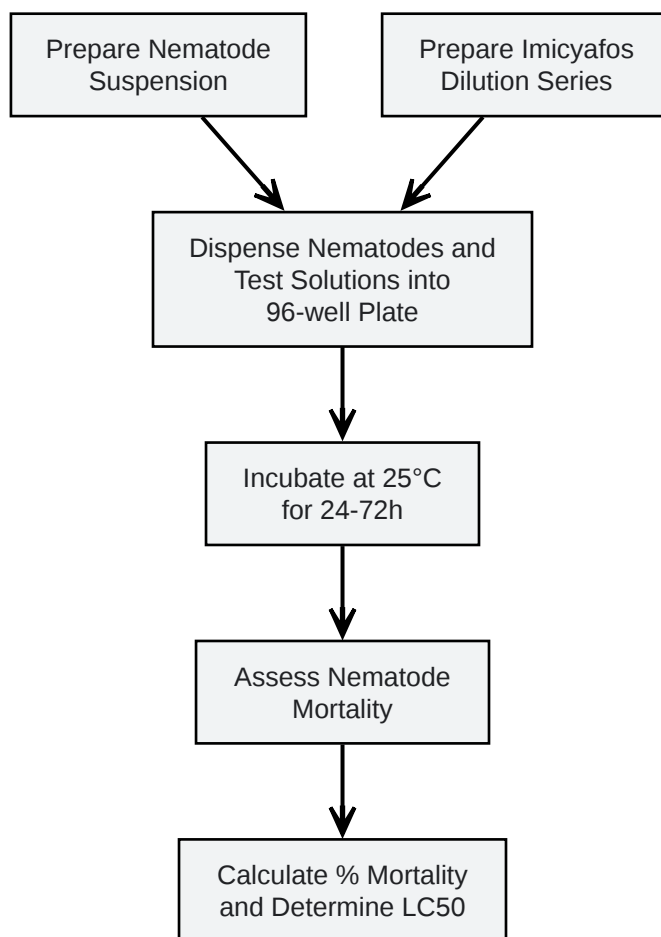 Prepare Nematode
Suspension
Prepare Imicyafos
Dilution Series
Dispense Nematodes and
Test Solutions into
96-well Plate
Incubate at 25°C
for 24-72h
Assess Nematode
Mortality
Calculate % Mortality
and Determine LC50